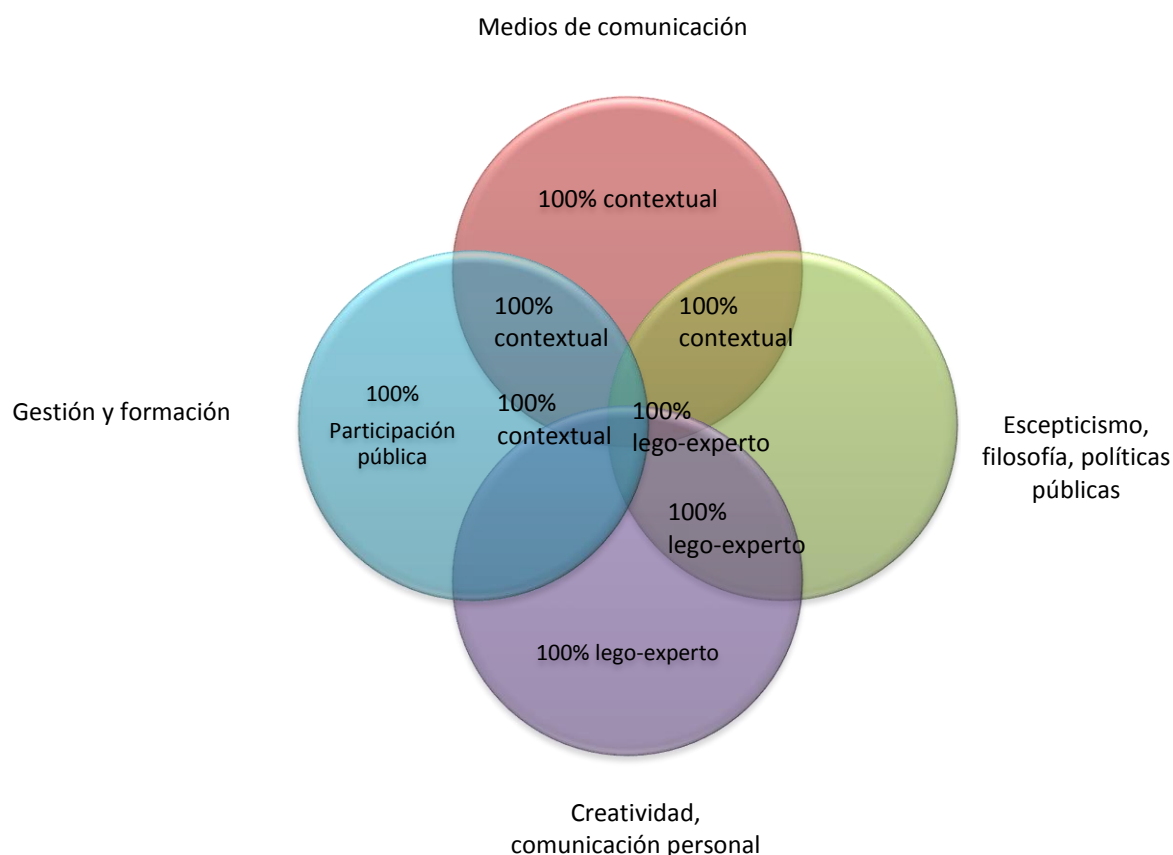 Medios de comunicación
100% contextual
100%
contextual
100%
contextual
100%
Participación
pública
100%
contextual
100%
lego-experto
Gestión y formación
Escepticismo,
filosofía, políticas
públicas
100%
lego-experto
100% lego-experto
Creatividad,
comunicación personal